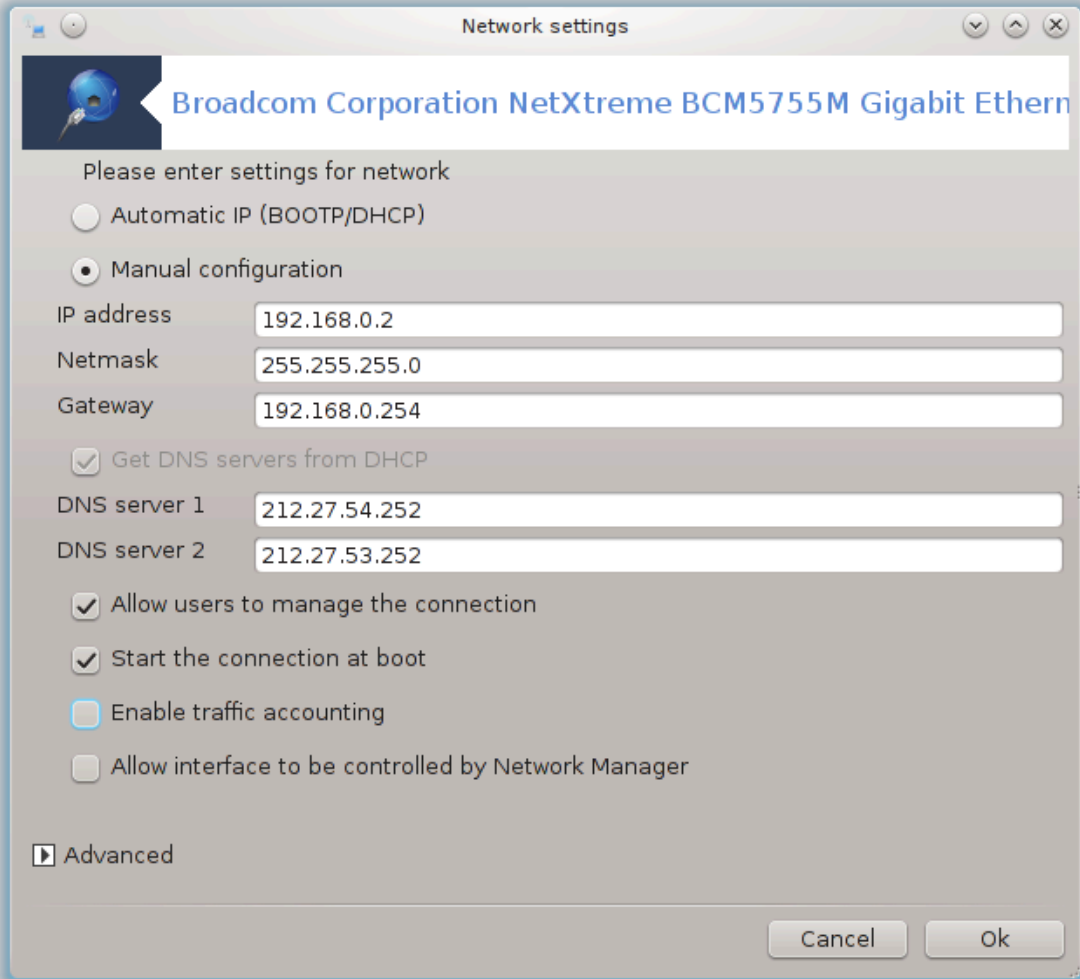 Network settings
Broadcom Corporation NetXtreme BCM5755M Gigabit Ethern
Please enter settings for network
Automatic IP (BOOTP/DHCP)
Manual configuration
IP address 192.168.0.2
Netmask 255.255.255.0
Gateway 192.168.0.254
Get DNS servers from DHCP
DNS server 1 212.27.54.252
DNS server 2 212.27.53.252
Allow users to manage the connection
Start the connection at boot
Enable traffic accounting
Allow interface to be controlled by Network Manager
Advanced
Cancel Ok